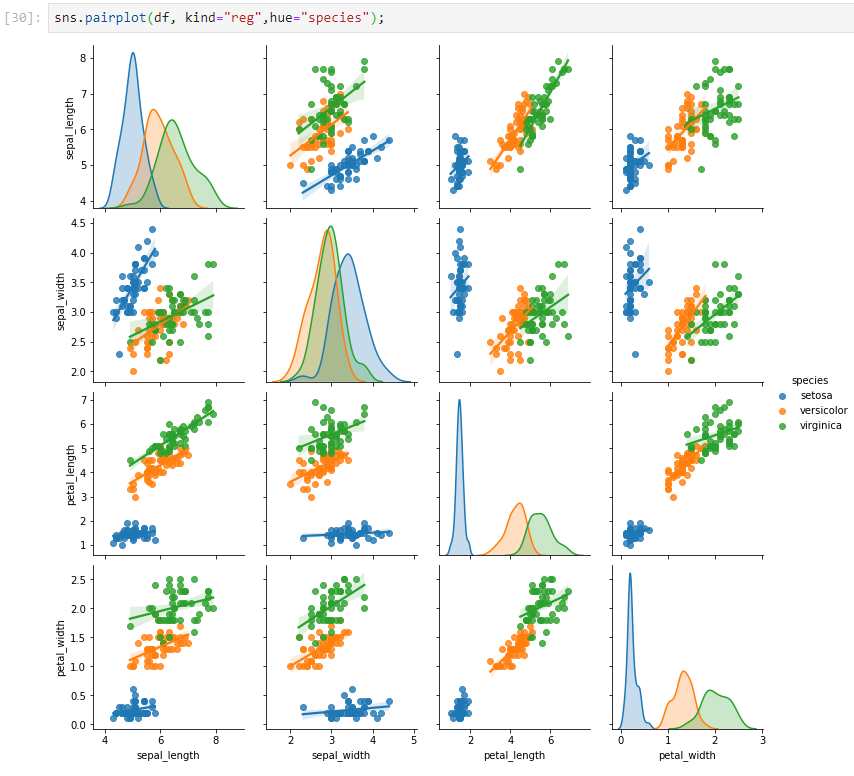 [30]: sns.pairplot(df, kind="reg",hue="species");
8
7
6
5
4
sepal_length
4.5
4.0
3.5
3.0
2.5
2.0
sepal_width
species
setosa
versicolor
virginica
7
6
5
4
3
2
1
petal_length
2.5
2.0
1.5
1.0
0.5
0.0
petal_width
4 6 8
sepal_length
2 3 4 5
sepal_width
2 4 6
petal_length
0 1 2 3
petal_width